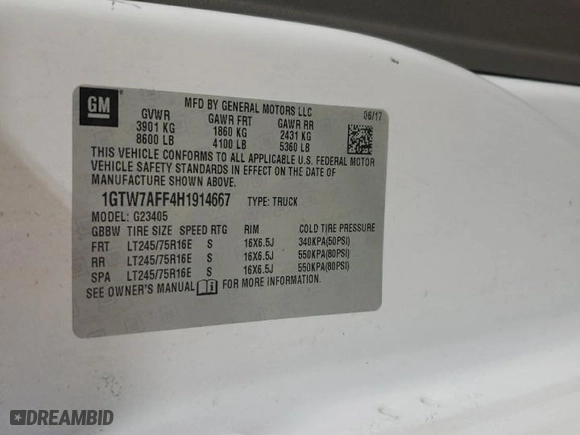 GM
MFD BY GENERAL MOTORS LLC
06/17
GVWR GAWR FRT GAWR RR
3901 KG 1860 KG 2431 KG
8600 LB 4100 LB 5360 LB
THIS VEHICLE CONFORMS TO ALL APPLICABLE U.S. FEDERAL MOTOR
VEHICLE SAFETY STANDARDS IN EFFECT ON THE DATE OF
MANUFACTURE SHOWN ABOVE.
1GTW7AFF4H1914667 TYPE: TRUCK
MODEL: G23405
GBBW TIRE SIZE SPEED RTG RIM COLD TIRE PRESSURE
FRT LT245/75R16E S 16X6.5J 340KPA(50PSI)
RR LT245/75R16E S 16X6.5J 550KPA(80PSI)
SPA LT245/75R16E S 16X6.5J 550KPA(80PSI)
SEE OWNER'S MANUAL FOR MORE INFORMATION.
DREAMBID